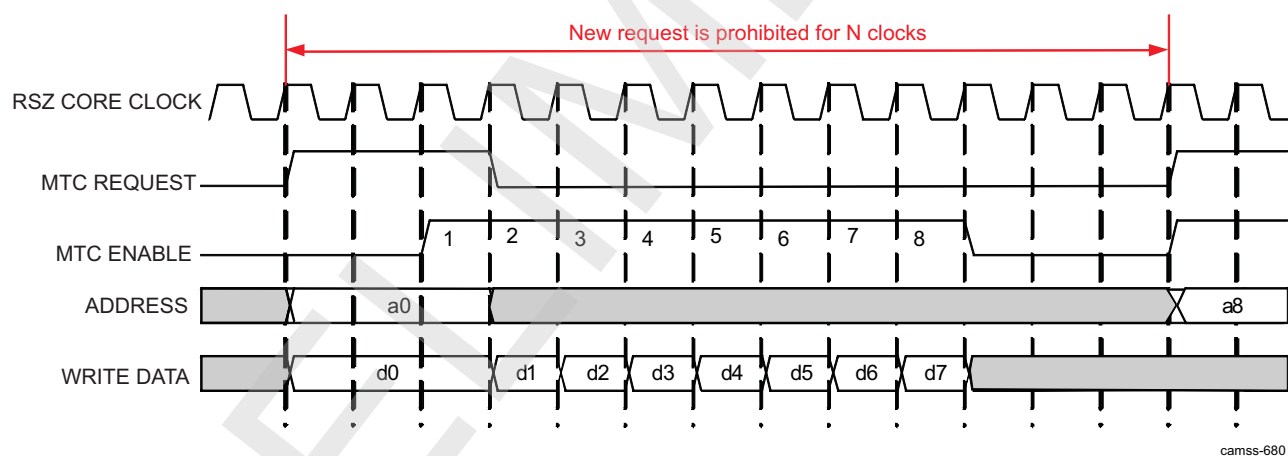 New request is prohibited for N clocks
RSZ CORE CLOCK
MTC REQUEST
MTC ENABLE 1 2 3 4 5 6 7 8
ADDRESS a0 a8
WRITE DATA d0 d1 d2 d3 d4 d5 d6 d7
camss-680